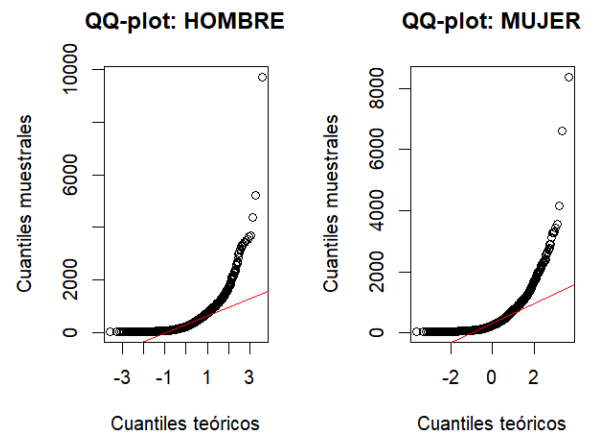 QQ-plot: HOMBRE
Cuantiles muestrales
10000
6000
2000
0
-3
-1
1
3
Cuantiles teóricos
QQ-plot: MUJER
Cuantiles muestrales
8000
6000
4000
2000
0
-2
0
2
Cuantiles teóricos